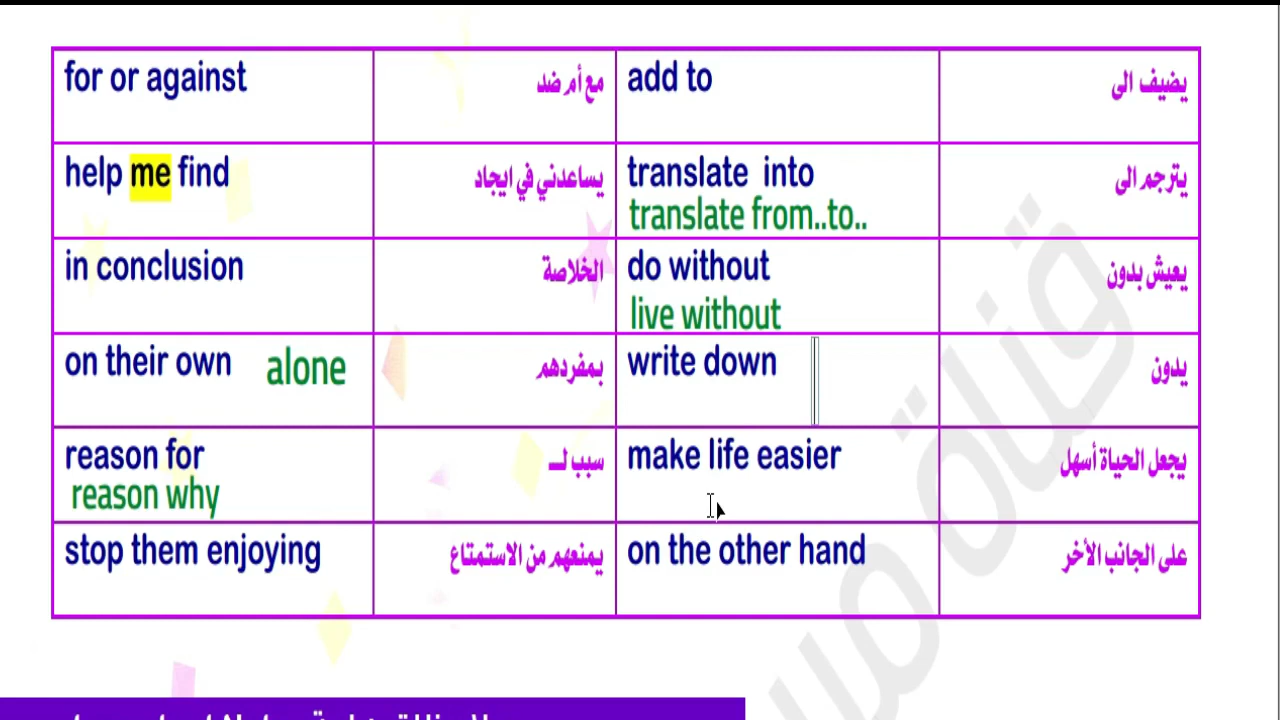 for or against مع أم ضد add to يضيف الى
help me find يساعدني في ايجاد translate into يترجم الى
translate from..to..
in conclusion الخلاصة do without يعيش بدون
live without
on their own alone بمفردهم write down يدون
reason for سبب لــ make life easier يجعل الحياة أسهل
reason why
stop them enjoying يمنعهم من الاستمتاع on the other hand على الجانب الأخر
قناة